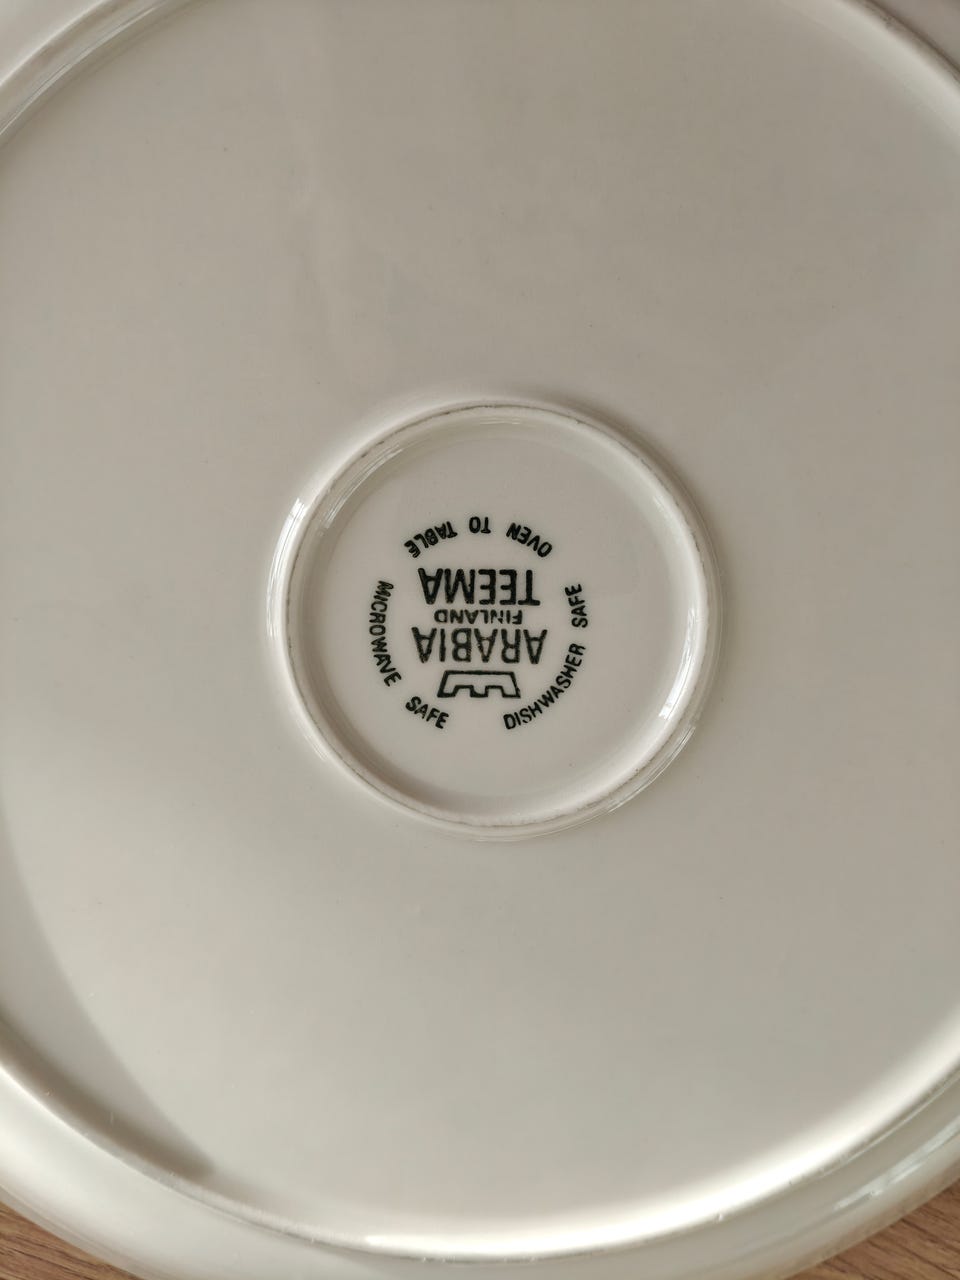 DISHWASHER SAFE
MICROWAVE SAFE
ARABIA
FINLAND
TEEMA
OVEN TO TABLE